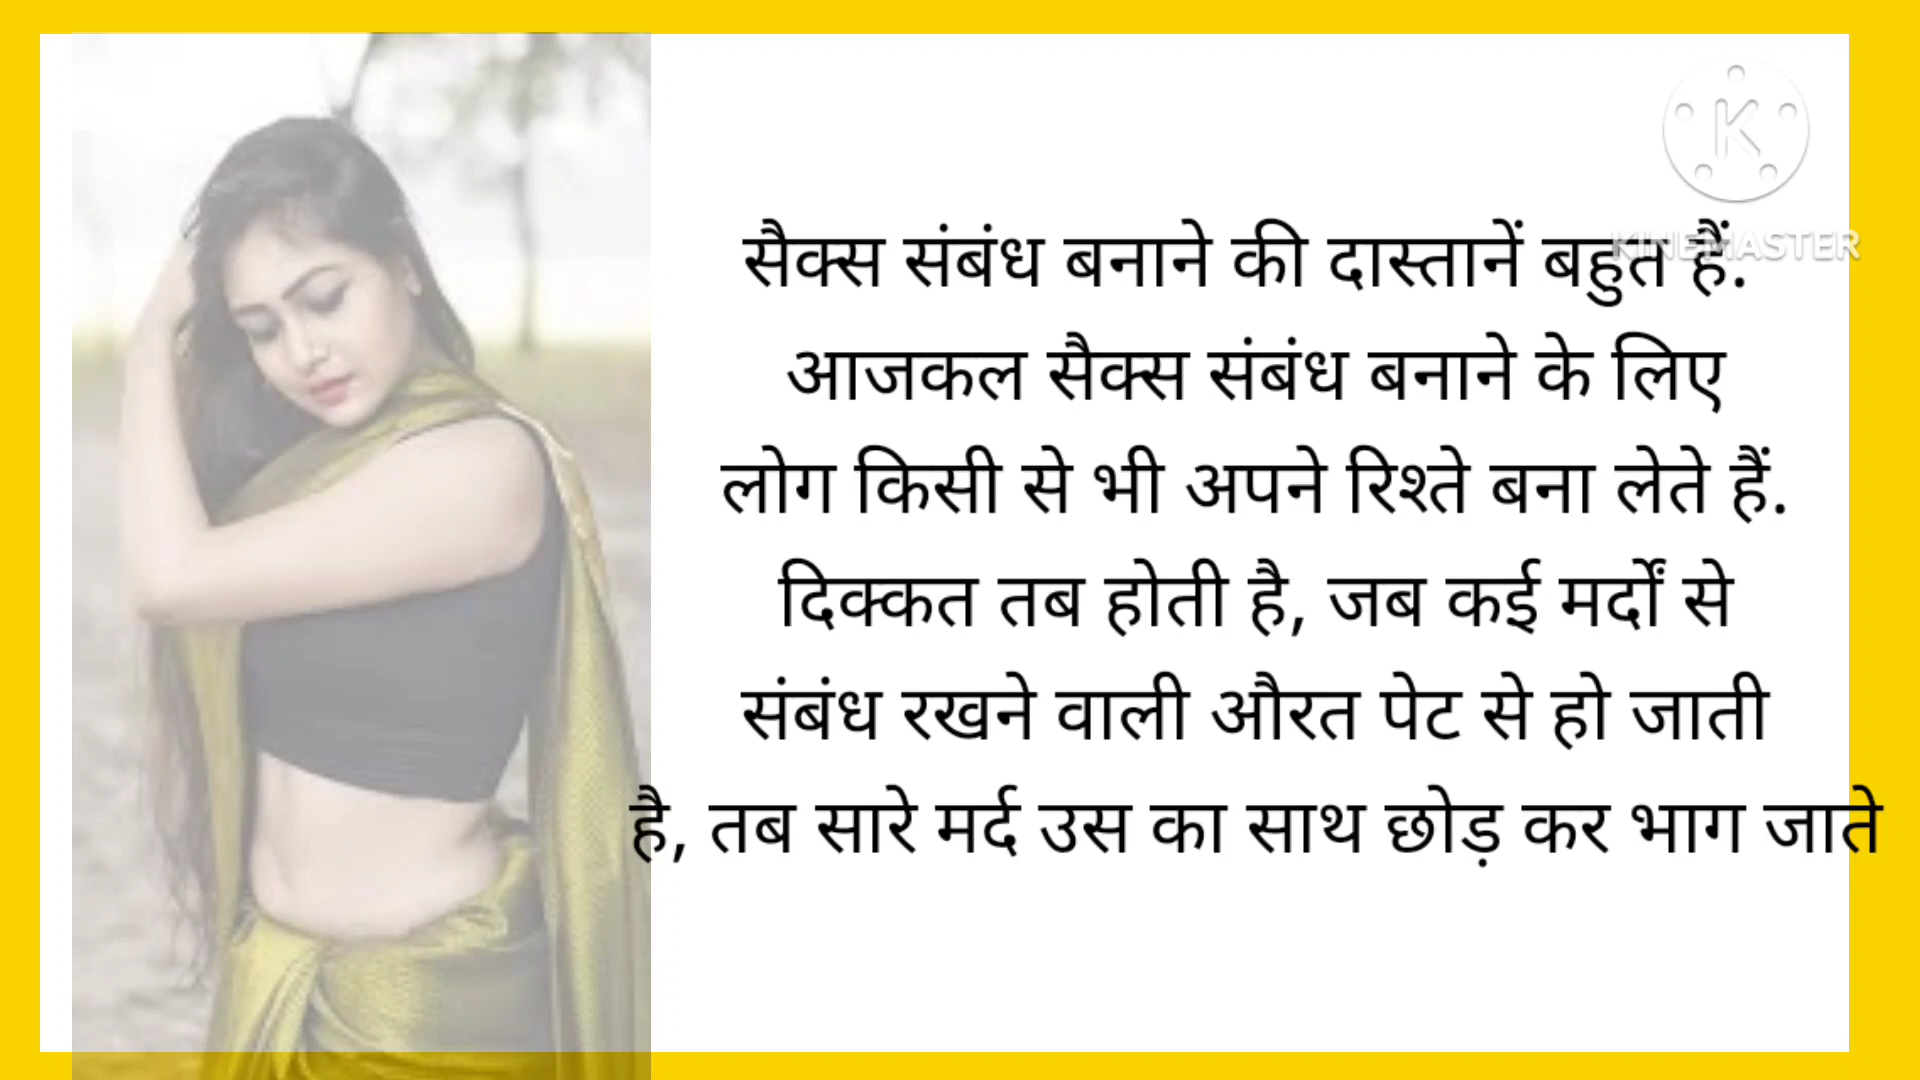 K
KINEMASTER
सैक्स संबंध बनाने की दास्तानें बहुत हैं.
आजकल सैक्स संबंध बनाने के लिए
लोग किसी से भी अपने रिश्ते बना लेते हैं.
दिक्कत तब होती है, जब कई मर्दों से
संबंध रखने वाली औरत पेट से हो जाती
है, तब सारे मर्द उस का साथ छोड़ कर भाग जाते